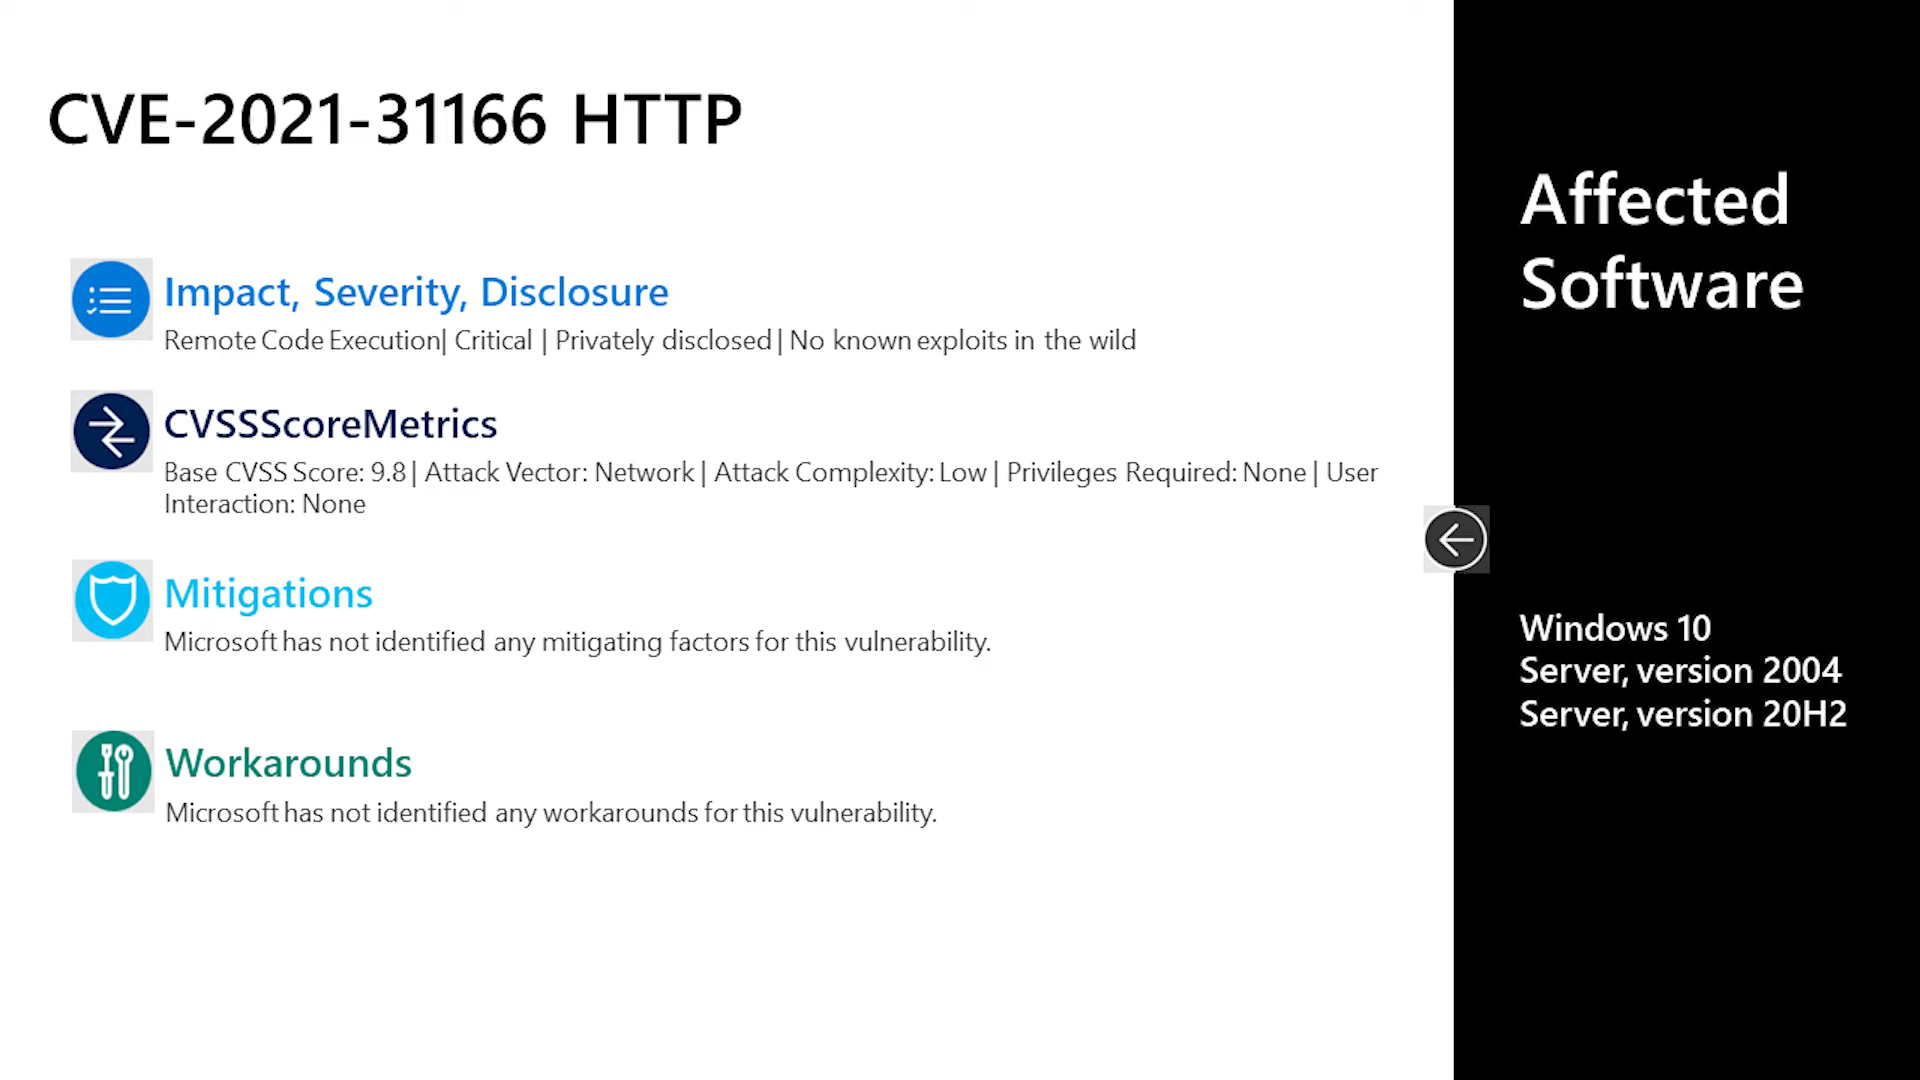 CVE-2021-31166 HTTP
Impact, Severity, Disclosure
Remote Code Execution| Critical | Privately disclosed | No known exploits in the wild
CVSSScoreMetrics
Base CVSS Score: 9.8 | Attack Vector: Network | Attack Complexity: Low | Privileges Required: None | User
Interaction: None
Mitigations
Microsoft has not identified any mitigating factors for this vulnerability.
Workarounds
Microsoft has not identified any workarounds for this vulnerability.
Affected
Software
Windows 10
Server, version 2004
Server, version 20H2